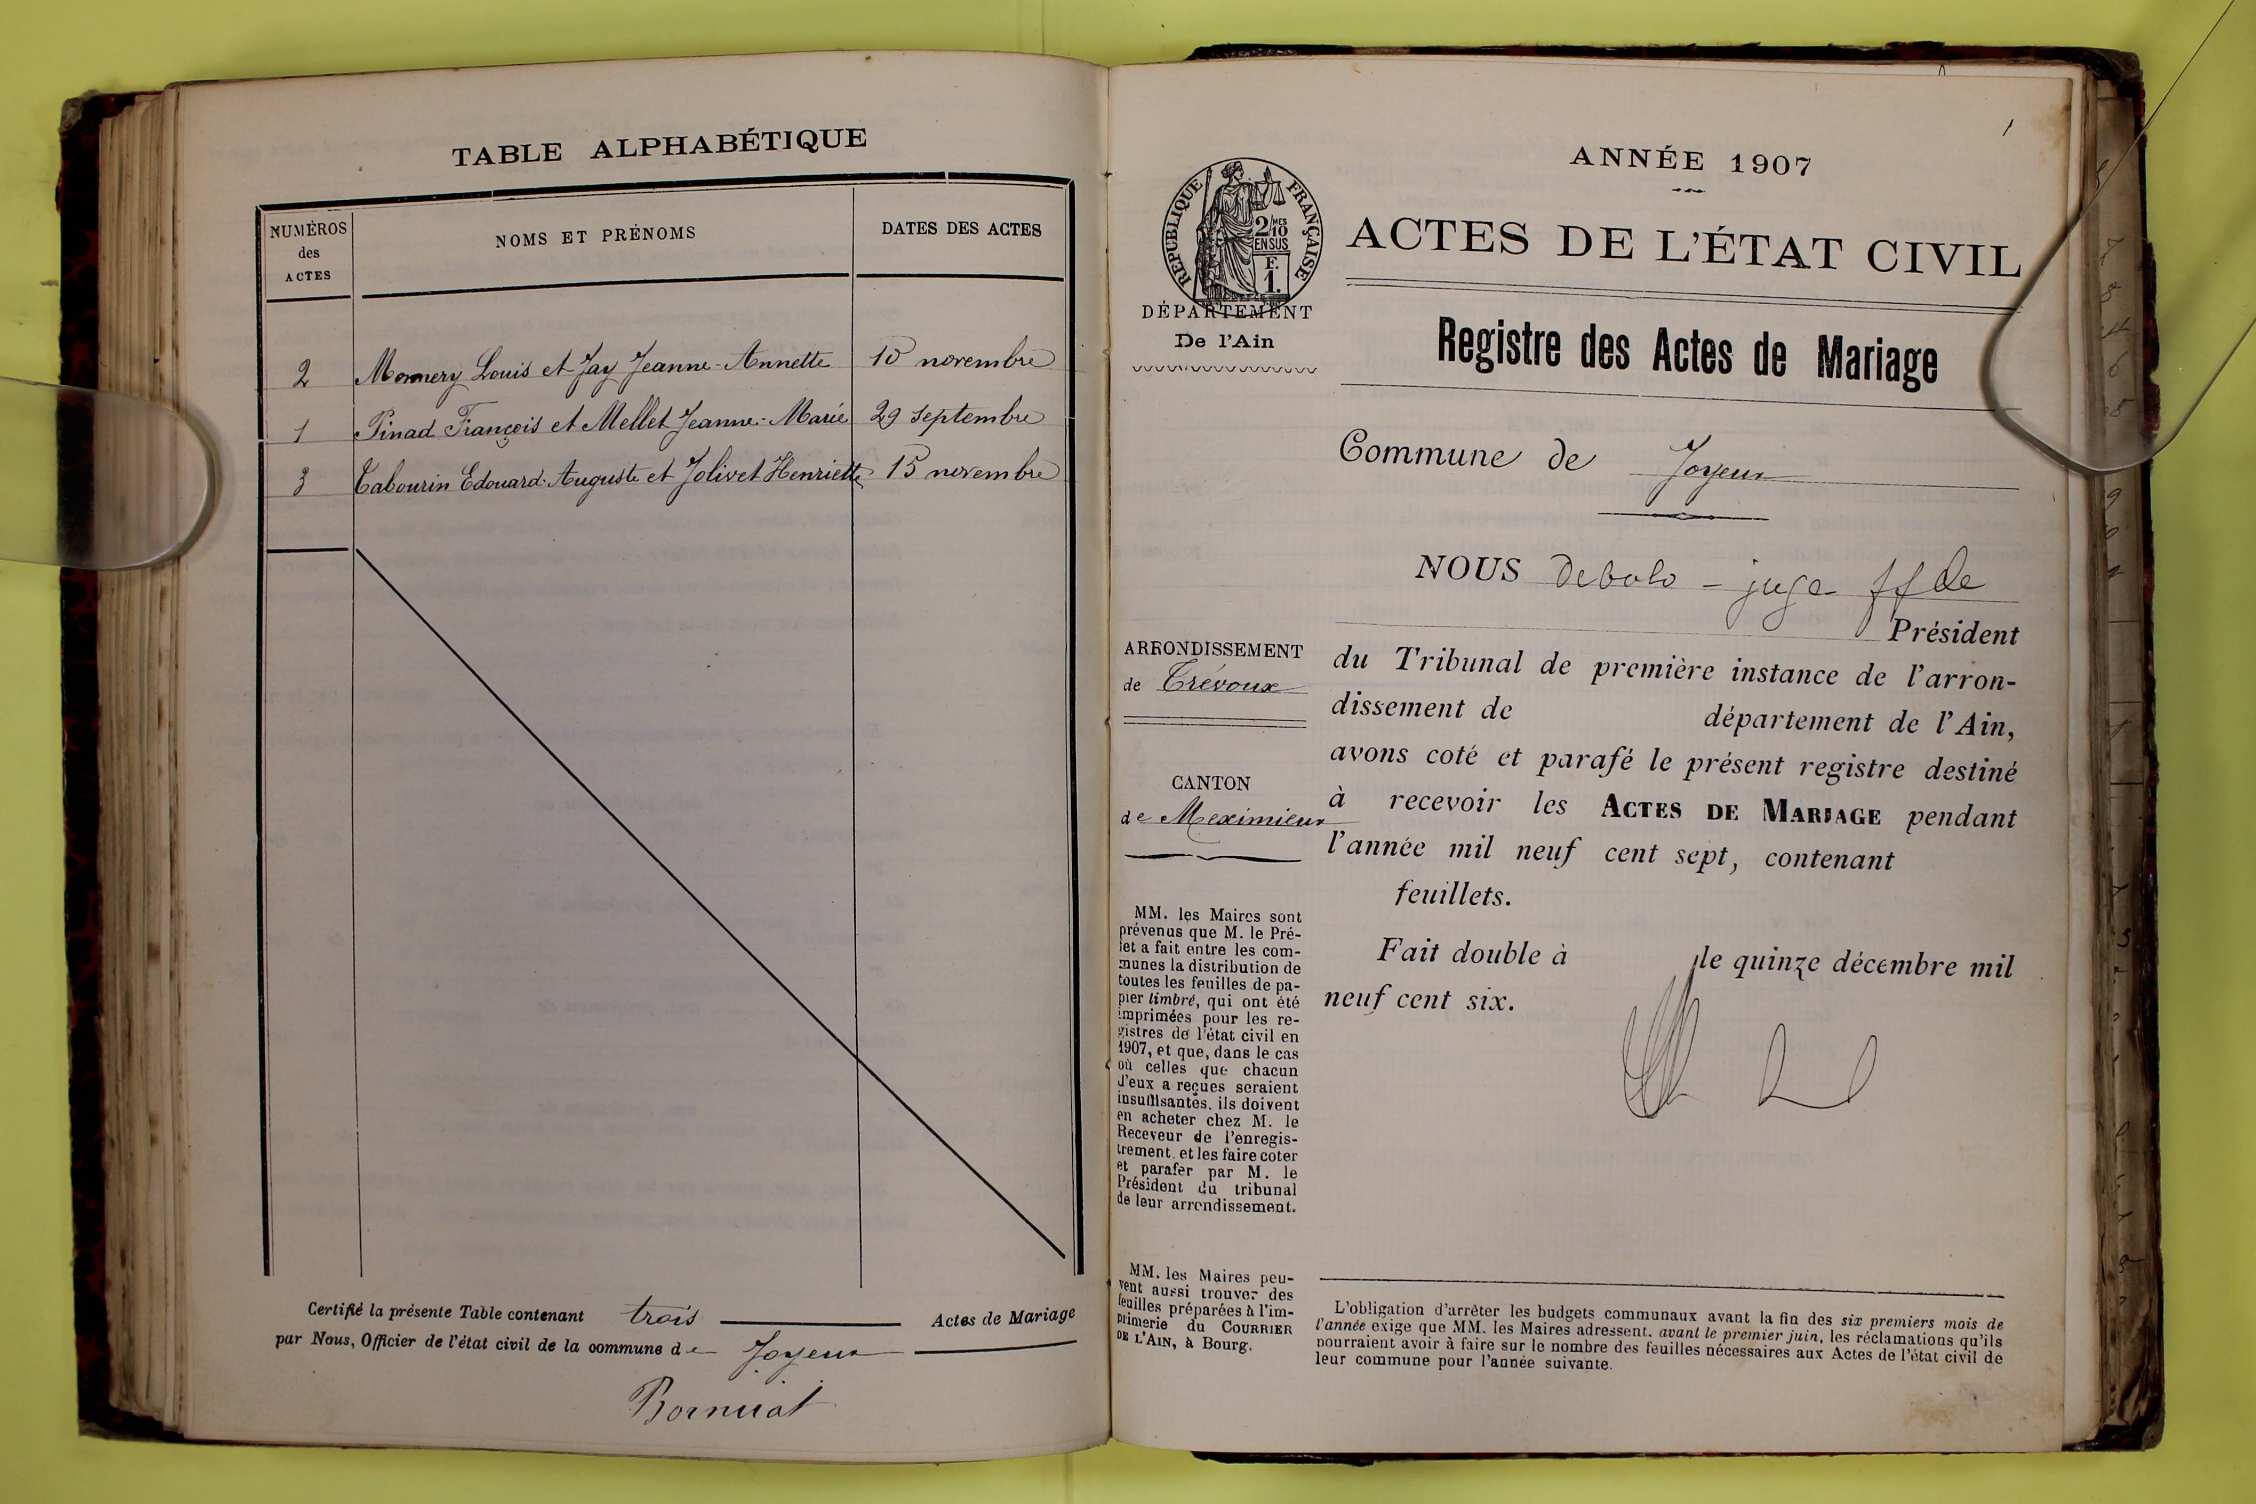 TABLE ALPHABÉTIQUE
NUMÉROS des ACTES
NOMS ET PRÉNOMS
DATES DES ACTES
2 Monnery Louis et Jay Jeanne-Annette 10 novembre
1 Pinad François et Mellet Jeanne-Marie 29 septembre
3 Tabourin Edouard-Auguste et Jolivet Henriette 15 novembre
Certifié la présente Table contenant trois Actes de Mariage
par Nous, Officier de l'état civil de la commune de Joyeux
Borniat
1
ANNÉE 1907
RÉPUBLIQUE FRANÇAISE
2/10 MES
EN SUS
F.
1.
ACTES DE L'ÉTAT CIVIL
DÉPARTEMENT
De l'Ain
Registre des Actes de Mariage
Commune de Joyeux
NOUS debolo - juge ff de
Président
ARRONDISSEMENT
de Trévoux
du Tribunal de première instance de l'arron-
dissement de département de l'Ain,
avons coté et parafé le présent registre destiné
CANTON
de Meximieux
à recevoir les ACTES DE MARIAGE pendant
l'année mil neuf cent sept, contenant
feuillets.
Fait double à le quinze décembre mil
neuf cent six.
MM. les Maires sont
prévenus que M. le Pré-
fet a fait entre les com-
munes la distribution de
toutes les feuilles de pa-
pier timbré, qui ont été
imprimées pour les re-
gistres de l'état civil en
1907, et que, dans le cas
où celles que chacun
d'eux a reçues seraient
insuffisantes, ils doivent
en acheter chez M. le
Receveur de l'enregis-
trement, et les faire coter
et parafer par M. le
Président du tribunal
de leur arrondissement.
MM. les Maires peu-
vent aussi trouver des
feuilles préparées à l'im-
primerie du COURRIER
DE L'AIN, à Bourg.
L'obligation d'arrêter les budgets communaux avant la fin des six premiers mois de
l'année exige que MM. les Maires adressent, avant le premier juin, les réclamations qu'ils
pourraient avoir à faire sur le nombre des feuilles nécessaires aux Actes de l'état civil de
leur commune pour l'année suivante.